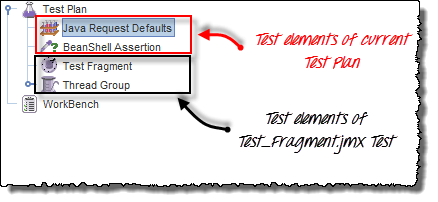 Test Plan
Java Request Defaults
BeanShell Assertion
Test Fragment
Thread Group
WorkBench
Test elements of current
Test Plan
Test elements of
Test_Fragment.jmx Test